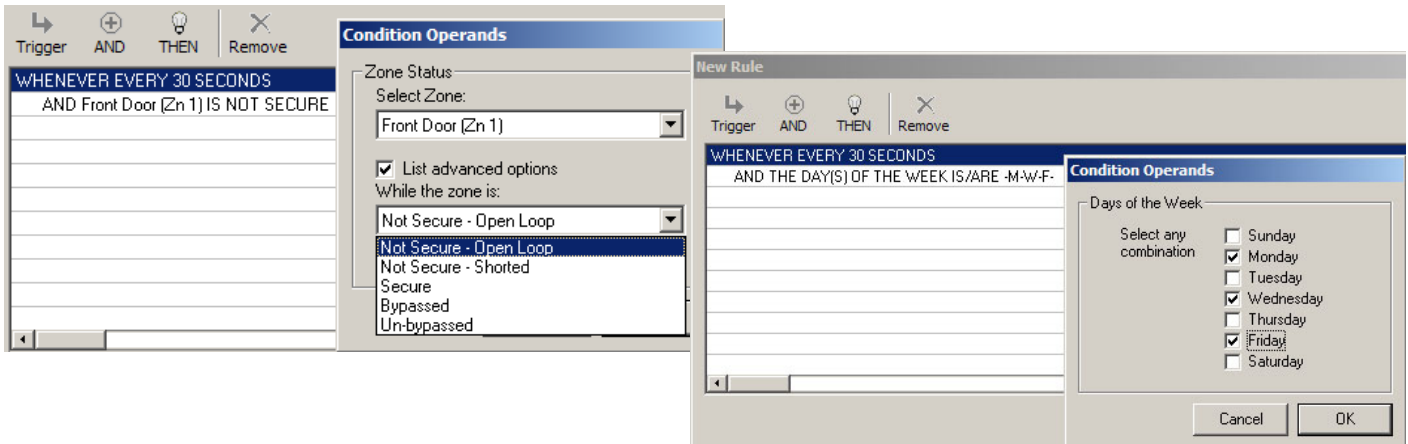 Trigger AND THEN Remove
WHENEVER EVERY 30 SECONDS
AND Front Door (Zn 1) IS NOT SECURE
Condition Operands
Zone Status
Select Zone:
Front Door (Zn 1)
List advanced options
While the zone is:
Not Secure - Open Loop
Not Secure - Open Loop
Not Secure - Shorted
Secure
Bypassed
Un-bypassed
New Rule
Trigger AND THEN Remove
WHENEVER EVERY 30 SECONDS
AND THE DAY(S) OF THE WEEK IS/ARE -M-W-F-
Condition Operands
Days of the Week
Select any
combination
Sunday
Monday
Tuesday
Wednesday
Thursday
Friday
Saturday
Cancel OK